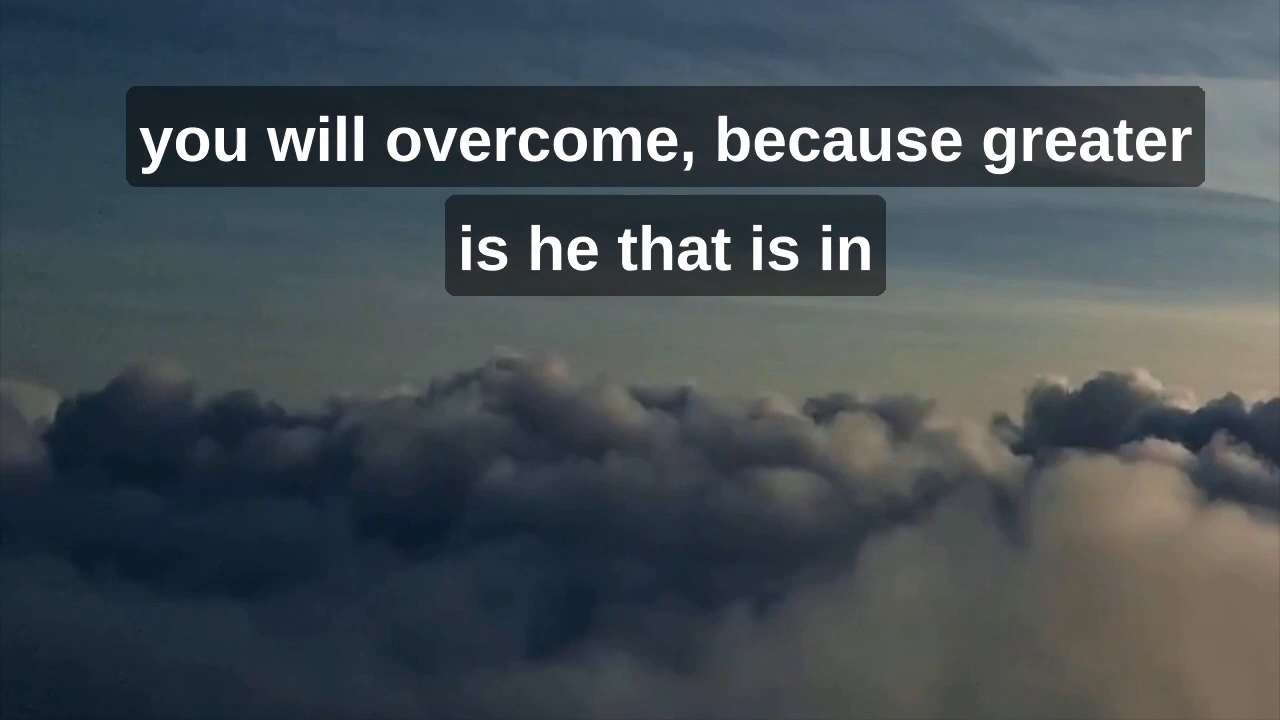 you will overcome, because greater
is he that is in